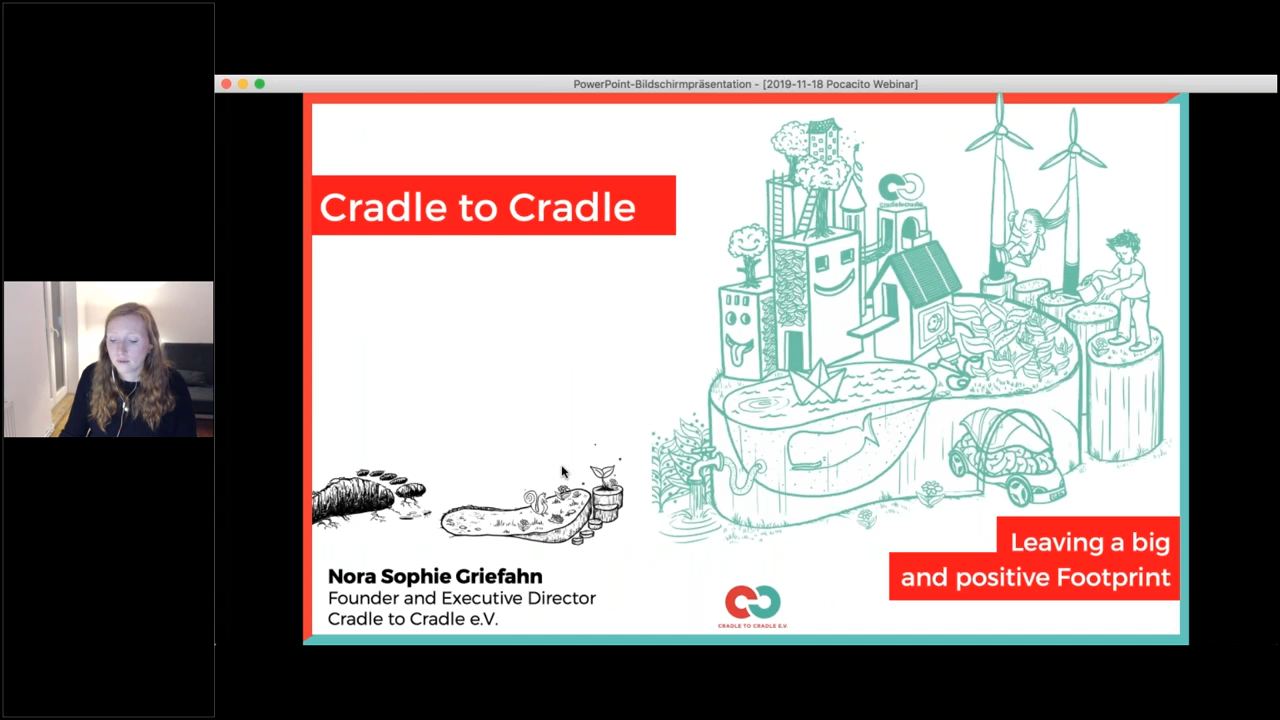 PowerPoint-Bildschirmpräsentation - [2019-11-18 Pocacito Webinar]
Cradle to Cradle
CradletoCradle
Leaving a big
and positive Footprint
Nora Sophie Griefahn
Founder and Executive Director
Cradle to Cradle e.V.
CRADLE TO CRADLE E.V.